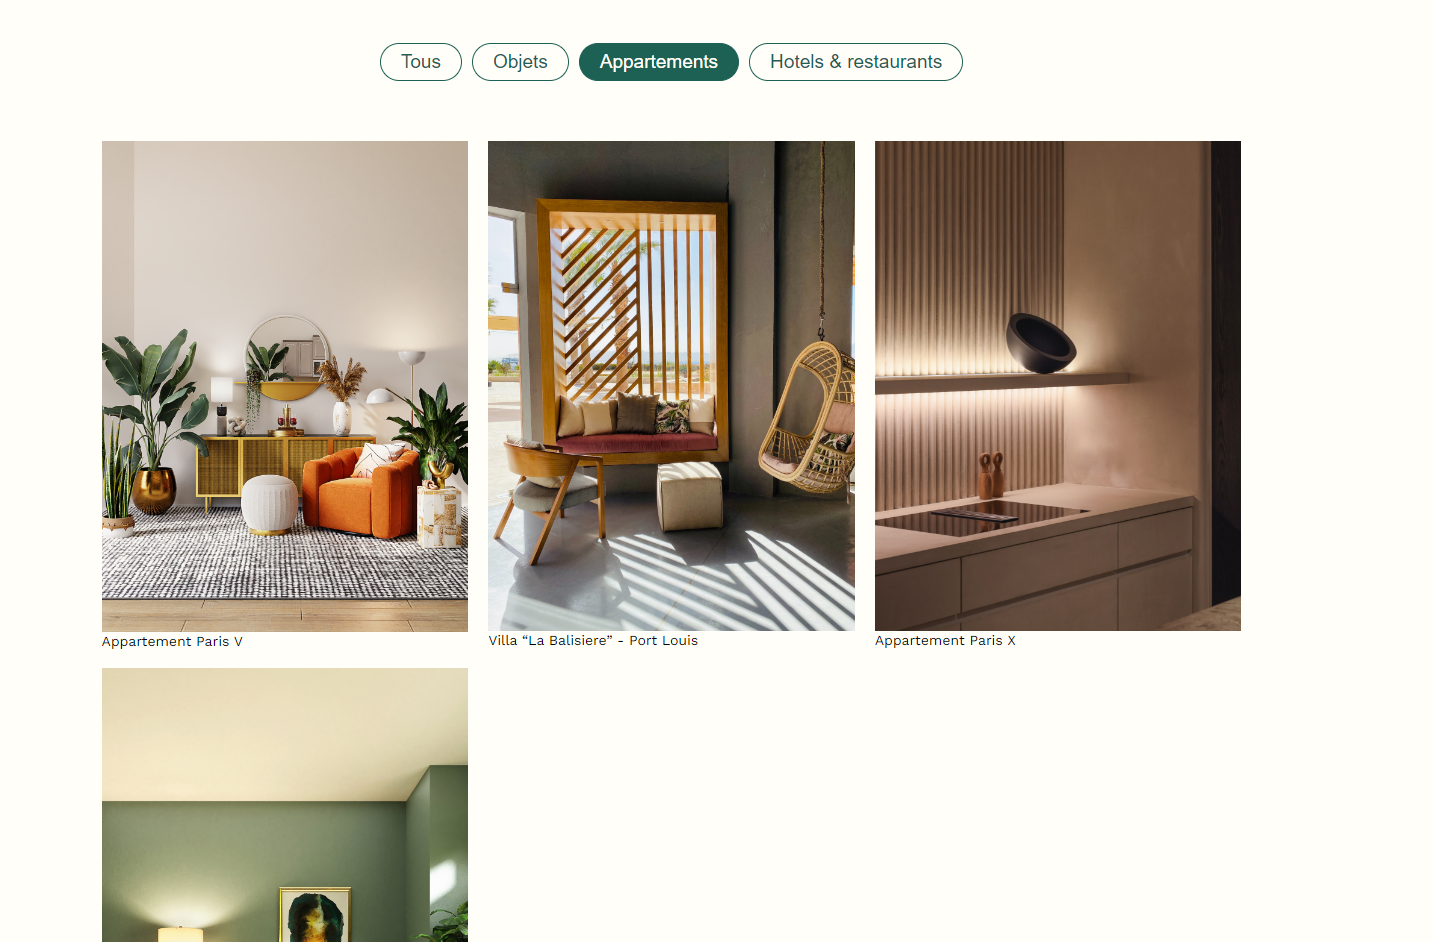 Tous
Objets
Appartements
Hotels & restaurants
Appartement Paris V
Villa “La Balisiere” - Port Louis
Appartement Paris X